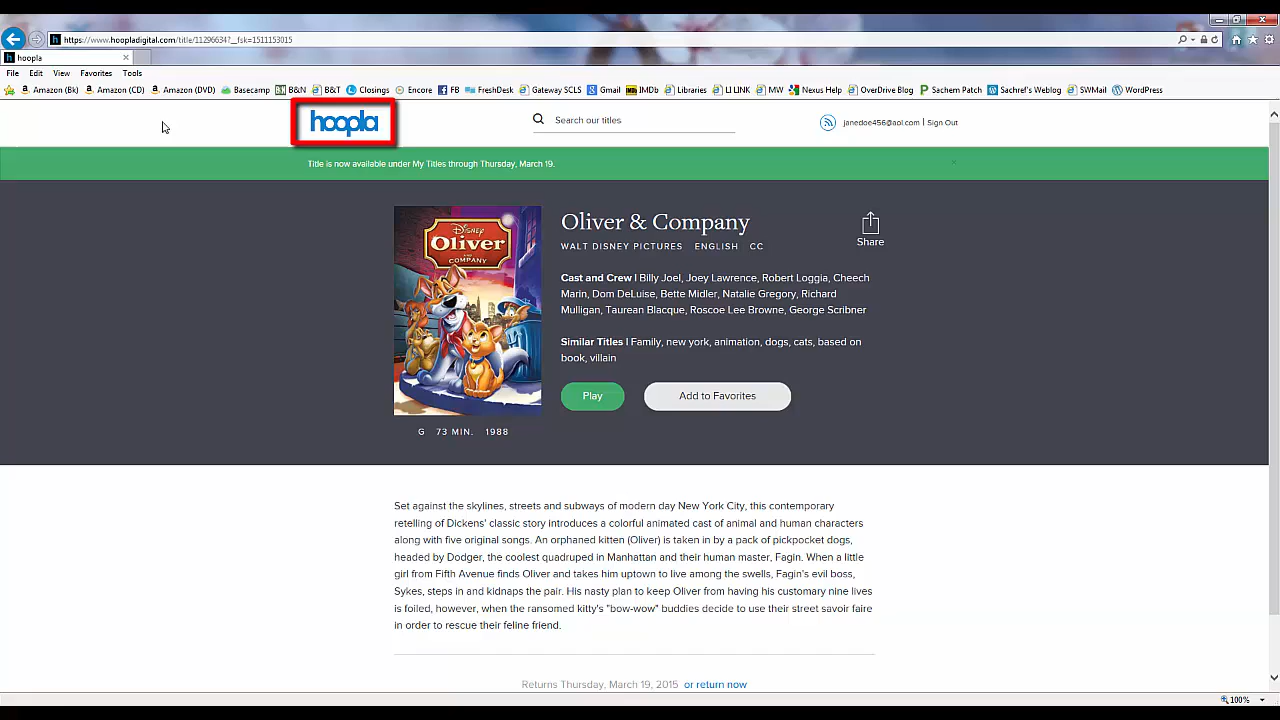 https://www.hoopladigital.com/title/11296634?_fsk=1511153015
hoopla
File Edit View Favorites Tools
Amazon (Bk) Amazon (CD) Amazon (DVD) Basecamp B&N B&T Closings Encore FB FreshDesk Gateway SCLS Gmail IMDb Libraries LI LINK MW Nexus Help OverDrive Blog Sachem Patch Sachrel's Weblog SWMail WordPress
hoopla
Search our titles
janedoe456@aol.com | Sign Out
Title is now available under My Titles through Thursday, March 19.
Disney
Oliver
AND
COMPANY
G 73 MIN. 1988
Oliver & Company
Share
WALT DISNEY PICTURES ENGLISH CC
Cast and Crew | Billy Joel, Joey Lawrence, Robert Loggia, Cheech
Marin, Dom DeLuise, Bette Midler, Natalie Gregory, Richard
Mulligan, Taurean Blacque, Roscoe Lee Browne, George Scribner
Similar Titles | Family, new york, animation, dogs, cats, based on
book, villain
Play
Add to Favorites
Set against the skylines, streets and subways of modern day New York City, this contemporary
retelling of Dickens' classic story introduces a colorful animated cast of animal and human characters
along with five original songs. An orphaned kitten (Oliver) is taken in by a pack of pickpocket dogs,
headed by Dodger, the coolest quadruped in Manhattan and their human master, Fagin. When a little
girl from Fifth Avenue finds Oliver and takes him uptown to live among the swells, Fagin's evil boss,
Sykes, steps in and kidnaps the pair. His nasty plan to keep Oliver from having his customary nine lives
is foiled, however, when the ransomed kitty's "bow-wow" buddies decide to use their street savoir faire
in order to rescue their feline friend.
Returns Thursday, March 19, 2015 or return now
100%